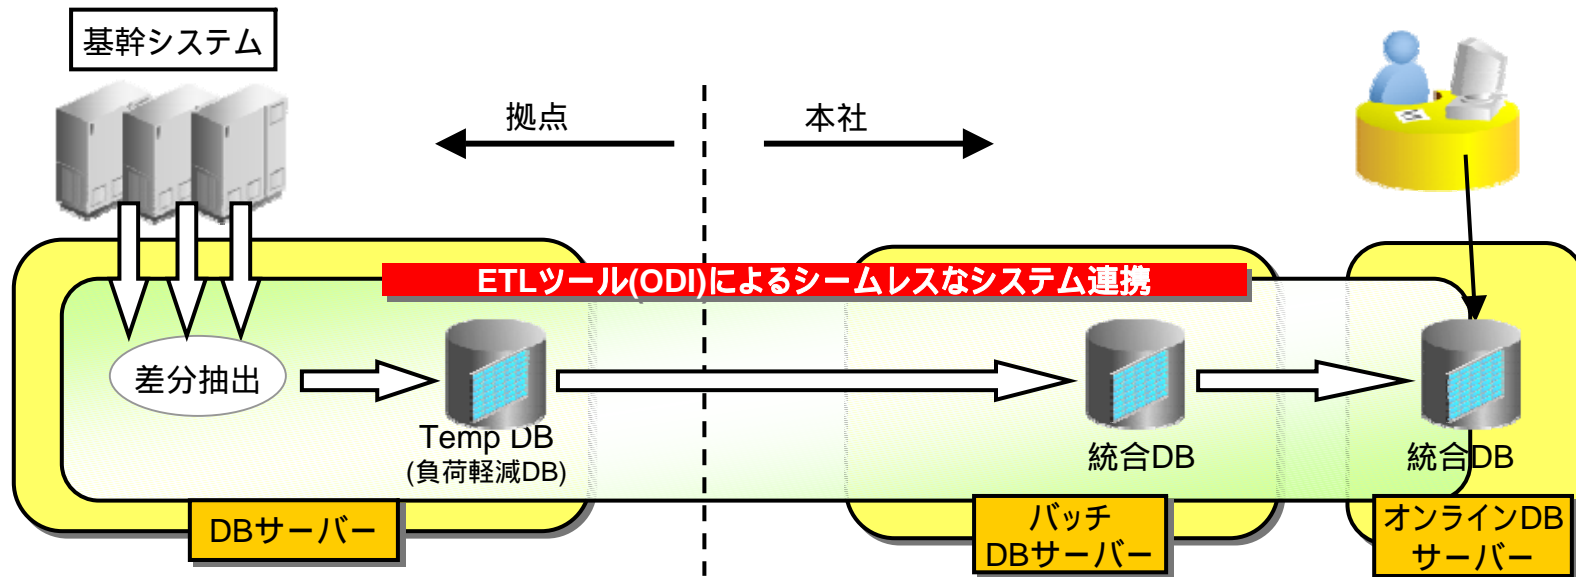 基幹システム
拠点
本社
ETLツール(ODI)によるシームレスなシステム連携
差分抽出
Temp DB
(負荷軽減DB)
統合DB
統合DB
DBサーバー
バッチ
DBサーバー
オンラインDB
サーバー